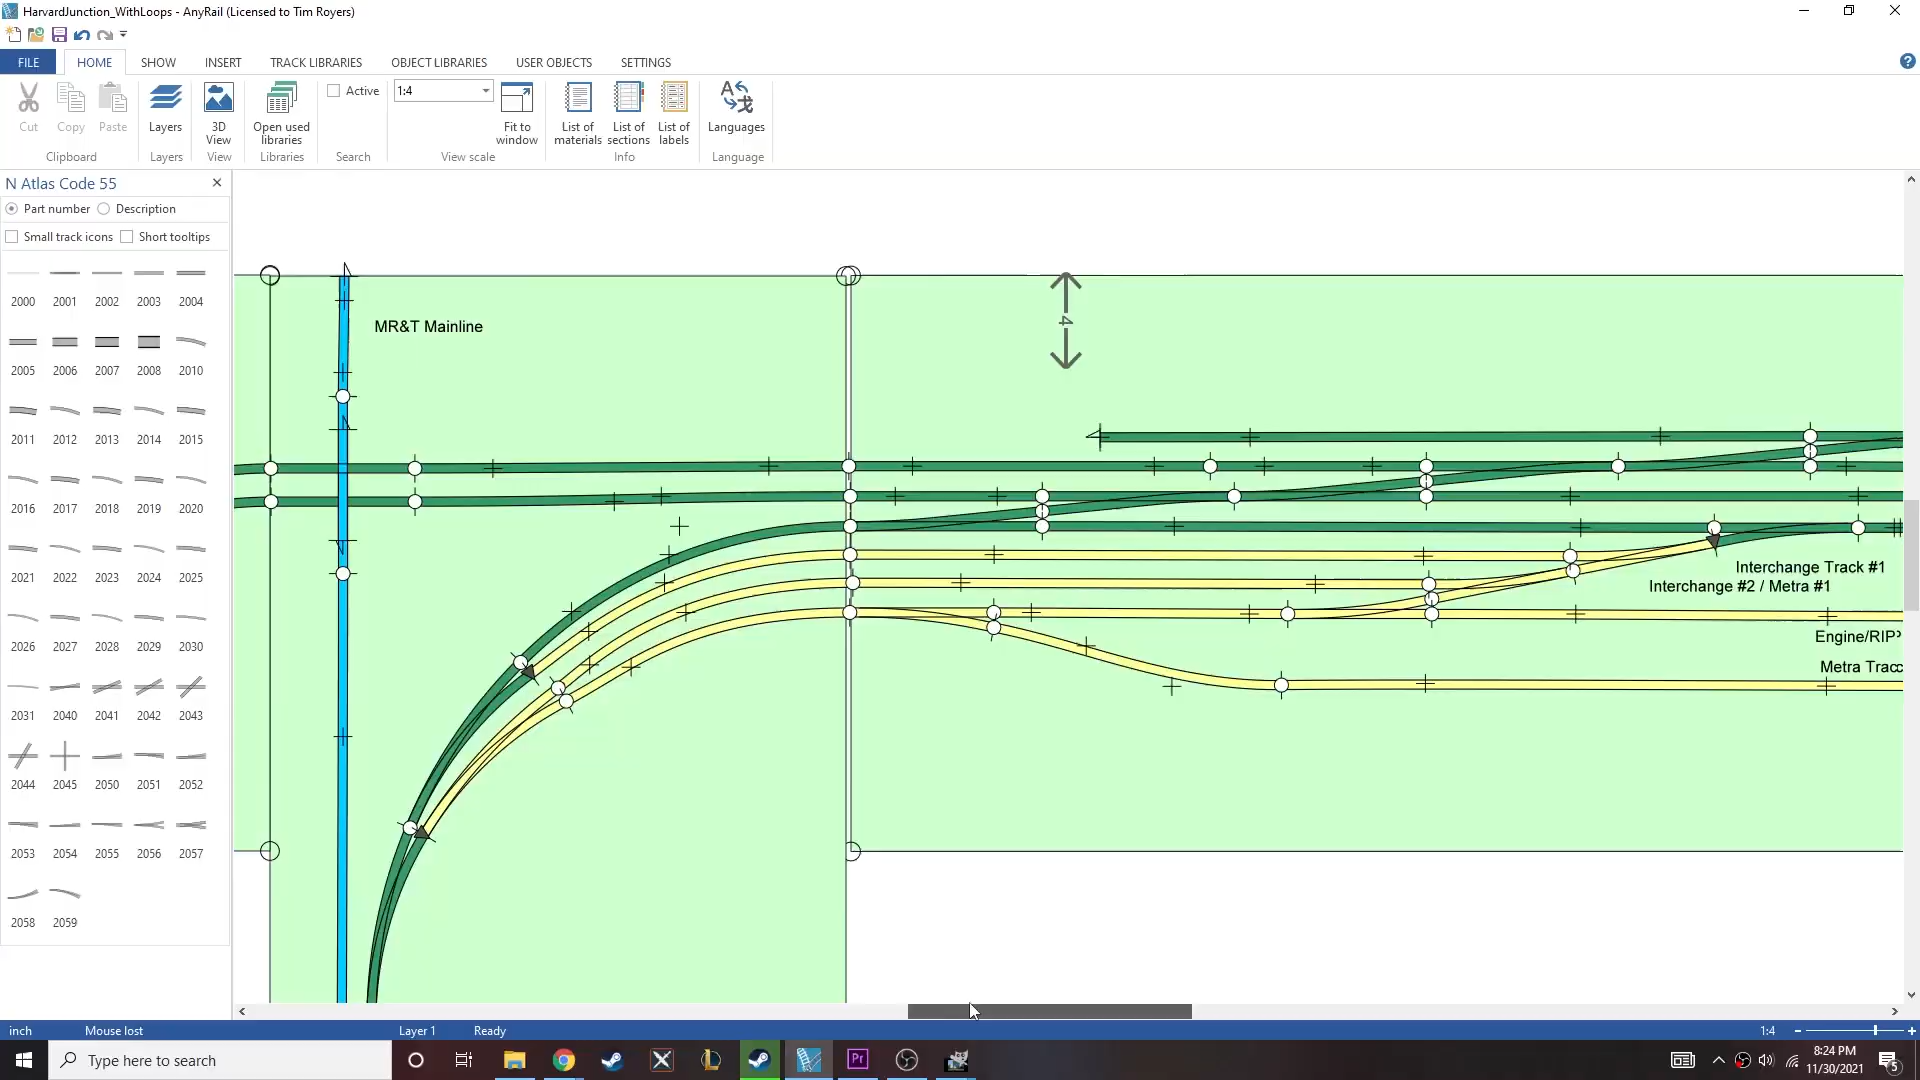 HarvardJunction_WithLoops - AnyRail (Licensed to Tim Royers)
FILE HOME SHOW INSERT TRACK LIBRARIES OBJECT LIBRARIES USER OBJECTS SETTINGS
Active 1:4
Cut Copy Paste Layers 3D View Open used libraries Fit to window List of materials List of sections List of labels Languages
Clipboard Layers View Libraries Search View scale Info Language
N Atlas Code 55
Part number Description
Small track icons Short tooltips
2000 2001 2002 2003 2004
2005 2006 2007 2008 2010
2011 2012 2013 2014 2015
2016 2017 2018 2019 2020
2021 2022 2023 2024 2025
2026 2027 2028 2029 2030
2031 2040 2041 2042 2043
2044 2045 2050 2051 2052
2053 2054 2055 2056 2057
2058 2059
MR&T Mainline
4
Interchange Track #1
Interchange #2 / Metra #1
Engine/RIP
Metra Trac
inch Mouse lost Layer 1 Ready 1:4
Type here to search
Pr
8:24 PM
11/30/2021
5